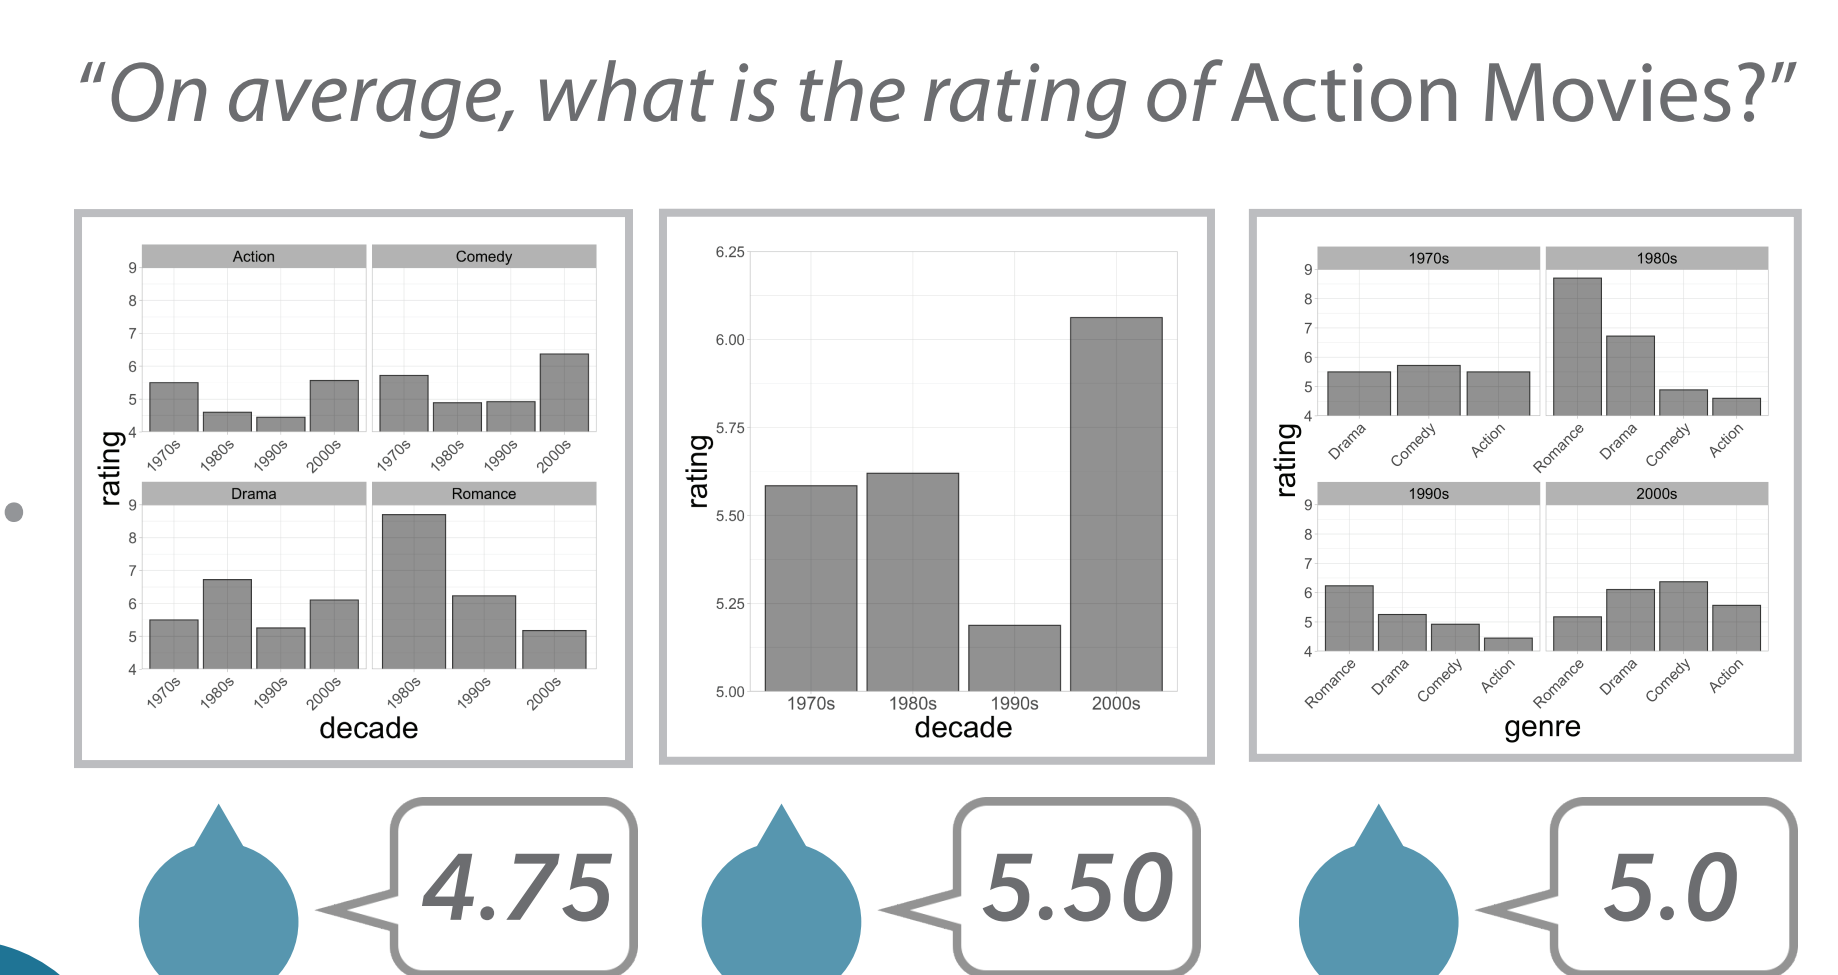 “On average, what is the rating of Action Movies?”
Action Comedy
9
8
7
6
5
4
1970s 1980s 1990s 2000s 1970s 1980s 1990s 2000s
rating
Drama Romance
9
8
7
6
5
4
1970s 1980s 1990s 2000s 1980s 1990s 2000s
decade
6.25
6.00
5.75
rating
5.50
5.25
5.00
1970s 1980s 1990s 2000s
decade
1970s 1980s
9
8
7
6
5
4
Drama Comedy Action Romance Drama Comedy Action
rating
1990s 2000s
9
8
7
6
5
4
Romance Drama Comedy Action Romance Drama Comedy Action
genre
4.75
5.50
5.0